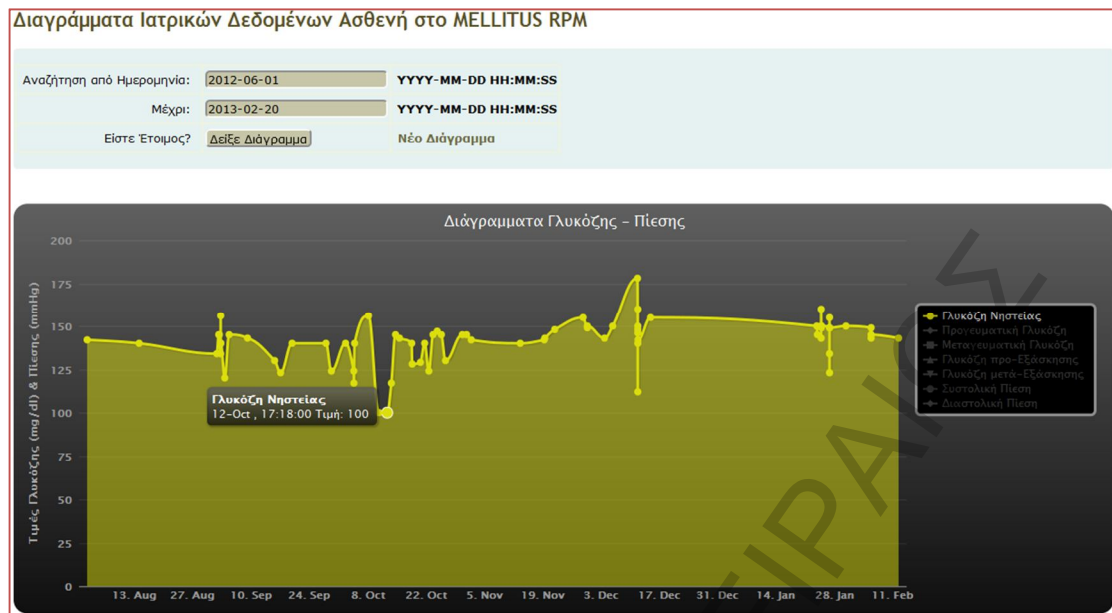 Διαγράμματα Ιατρικών Δεδομένων Ασθενή στο MELLITUS RPM
Αναζήτηση από Ημερομηνία: 2012-06-01 YYYY-MM-DD HH:MM:SS
Μέχρι: 2013-02-20 YYYY-MM-DD HH:MM:SS
Είστε Έτοιμος? Δείξε Διάγραμμα Νέο Διάγραμμα
Διάγραμματα Γλυκόζης – Πίεσης
Τιμές Γλυκόζης (mg/dl) & Πίεσης (mmHg)
200
175
150
125
100
75
50
25
0
Γλυκόζη Νηστείας
12-Oct , 17:18:00 Τιμή: 100
13. Aug 27. Aug 10. Sep 24. Sep 8. Oct 22. Oct 5. Nov 19. Nov 3. Dec 17. Dec 31. Dec 14. Jan 28. Jan 11. Feb
Γλυκόζη Νηστείας
Προγευματική Γλυκόζη
Μεταγευματική Γλυκόζη
Γλυκόζη προ-Εξάσκησης
Γλυκόζη μετά-Εξάσκησης
Συστολική Πίεση
Διαστολική Πίεση